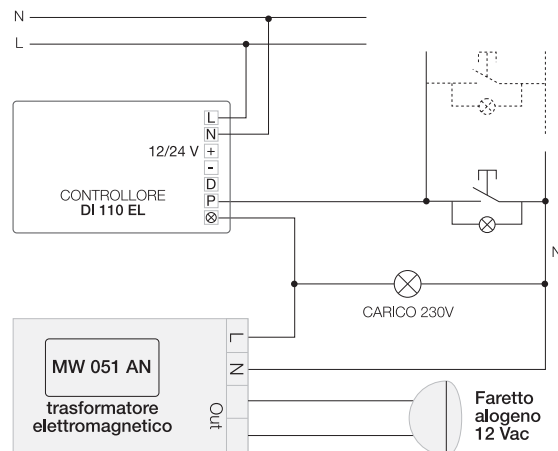 N
L
L
N
12/24 V +
-
D
P
CONTROLLORE
DI 110 EL
N
CARICO 230V
L
N
Out
MW 051 AN
trasformatore
elettromagnetico
Faretto
alogeno
12 Vac